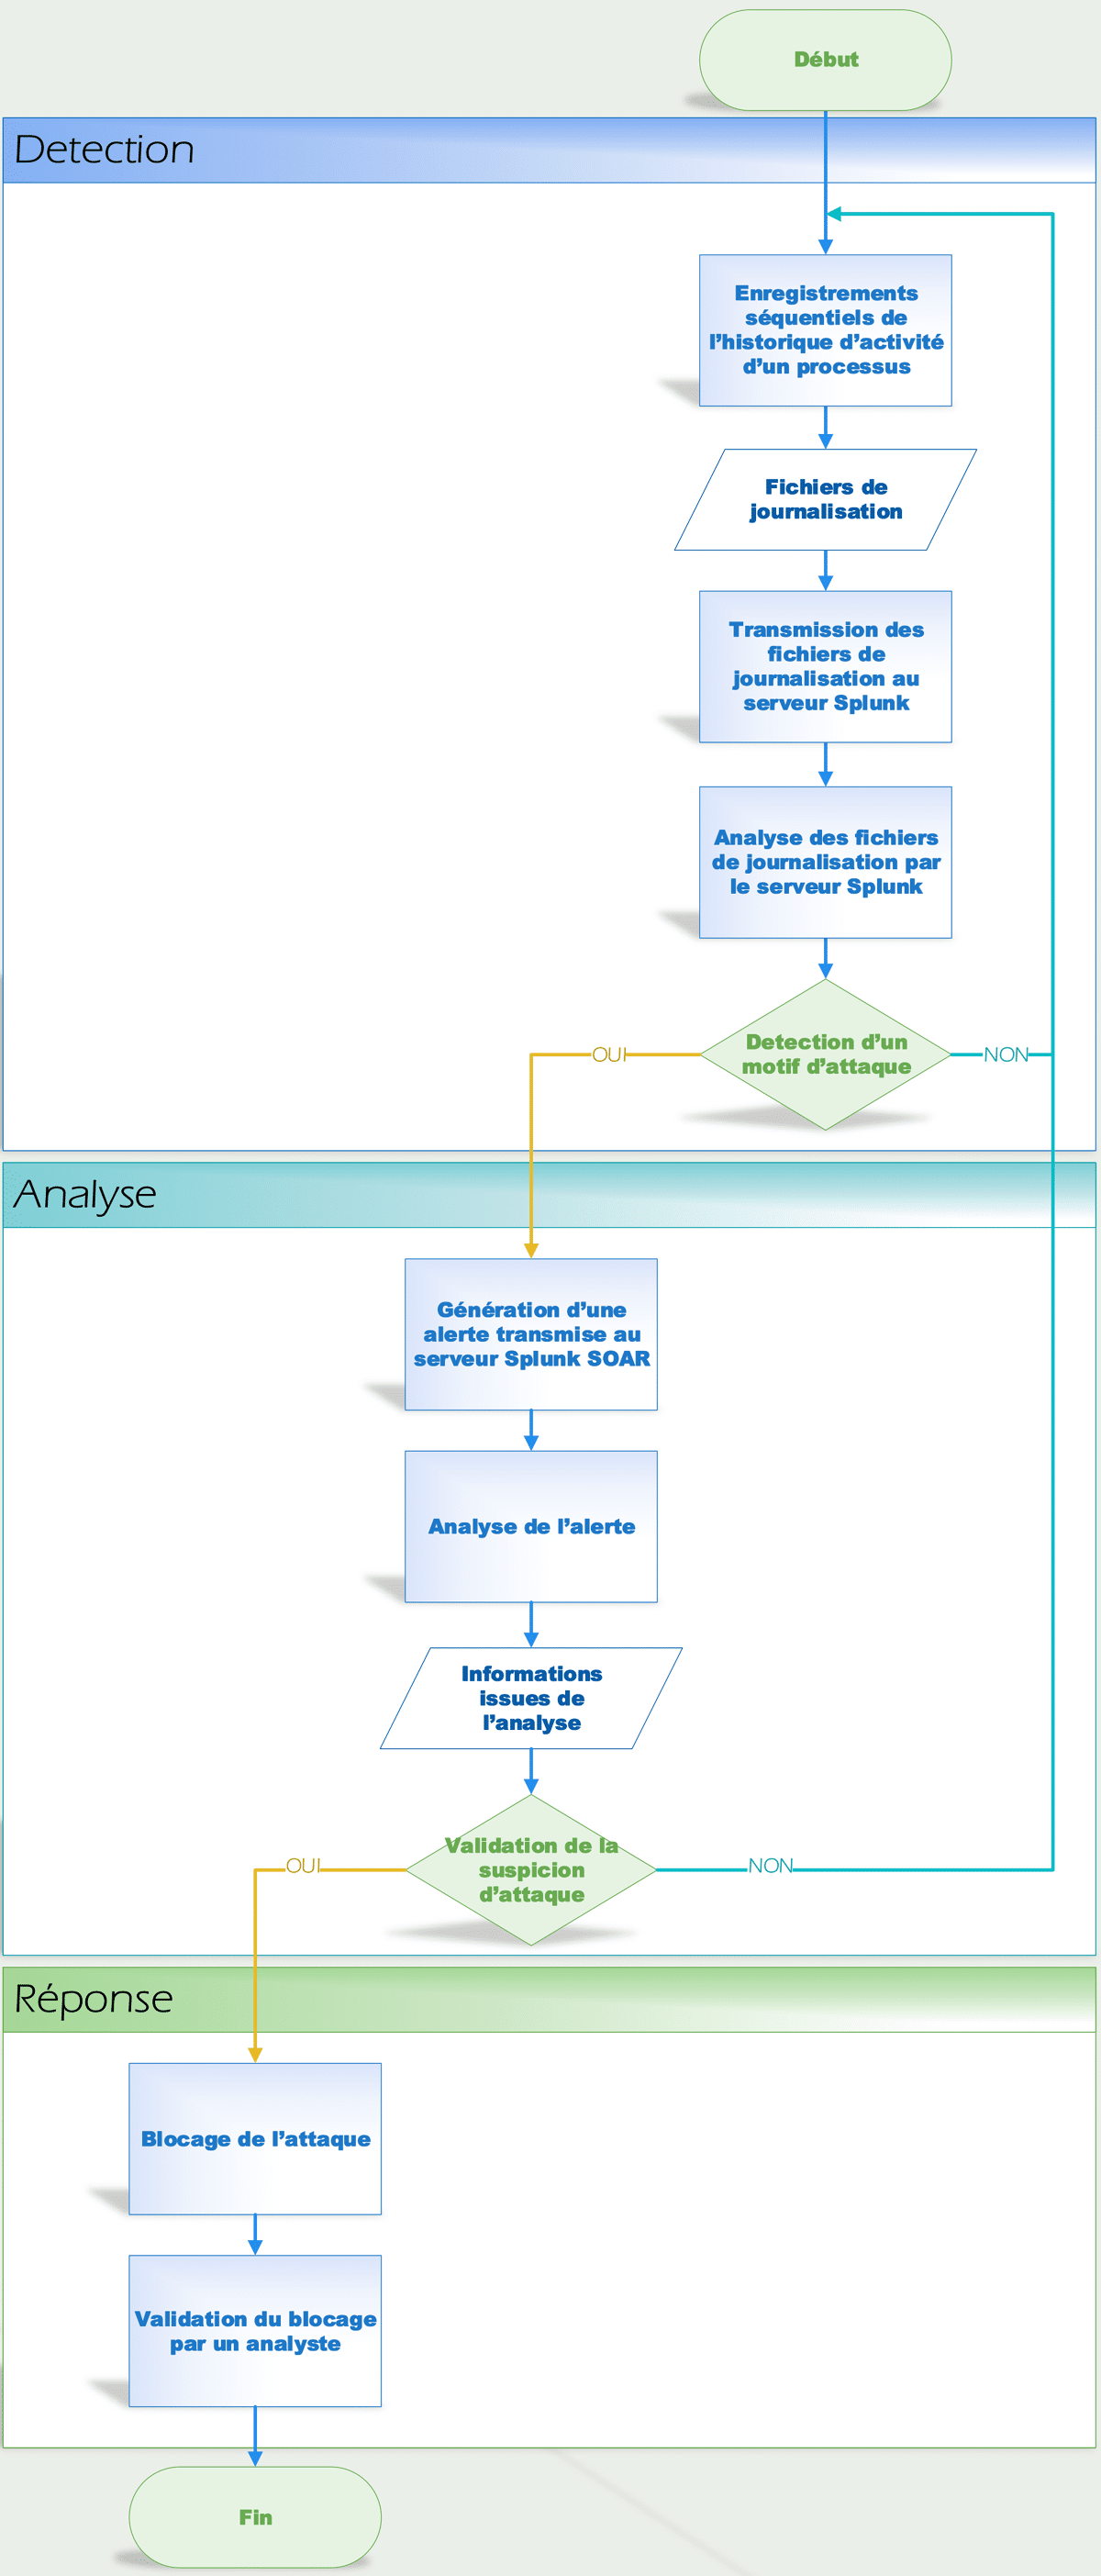 Début
Detection
Enregistrements
séquentiels de
l'historique d'activité
d'un processus
Fichiers de
journalisation
Transmission des
fichiers de
journalisation au
serveur Splunk
Analyse des fichiers
de journalisation par
le serveur Splunk
Detection d'un
motif d'attaque
OUI
NON
Analyse
Génération d'une
alerte transmise au
serveur Splunk SOAR
Analyse de l'alerte
Informations
issues de
l'analyse
Validation de la
suspicion
d'attaque
OUI
NON
Réponse
Blocage de l'attaque
Validation du blocage
par un analyste
Fin